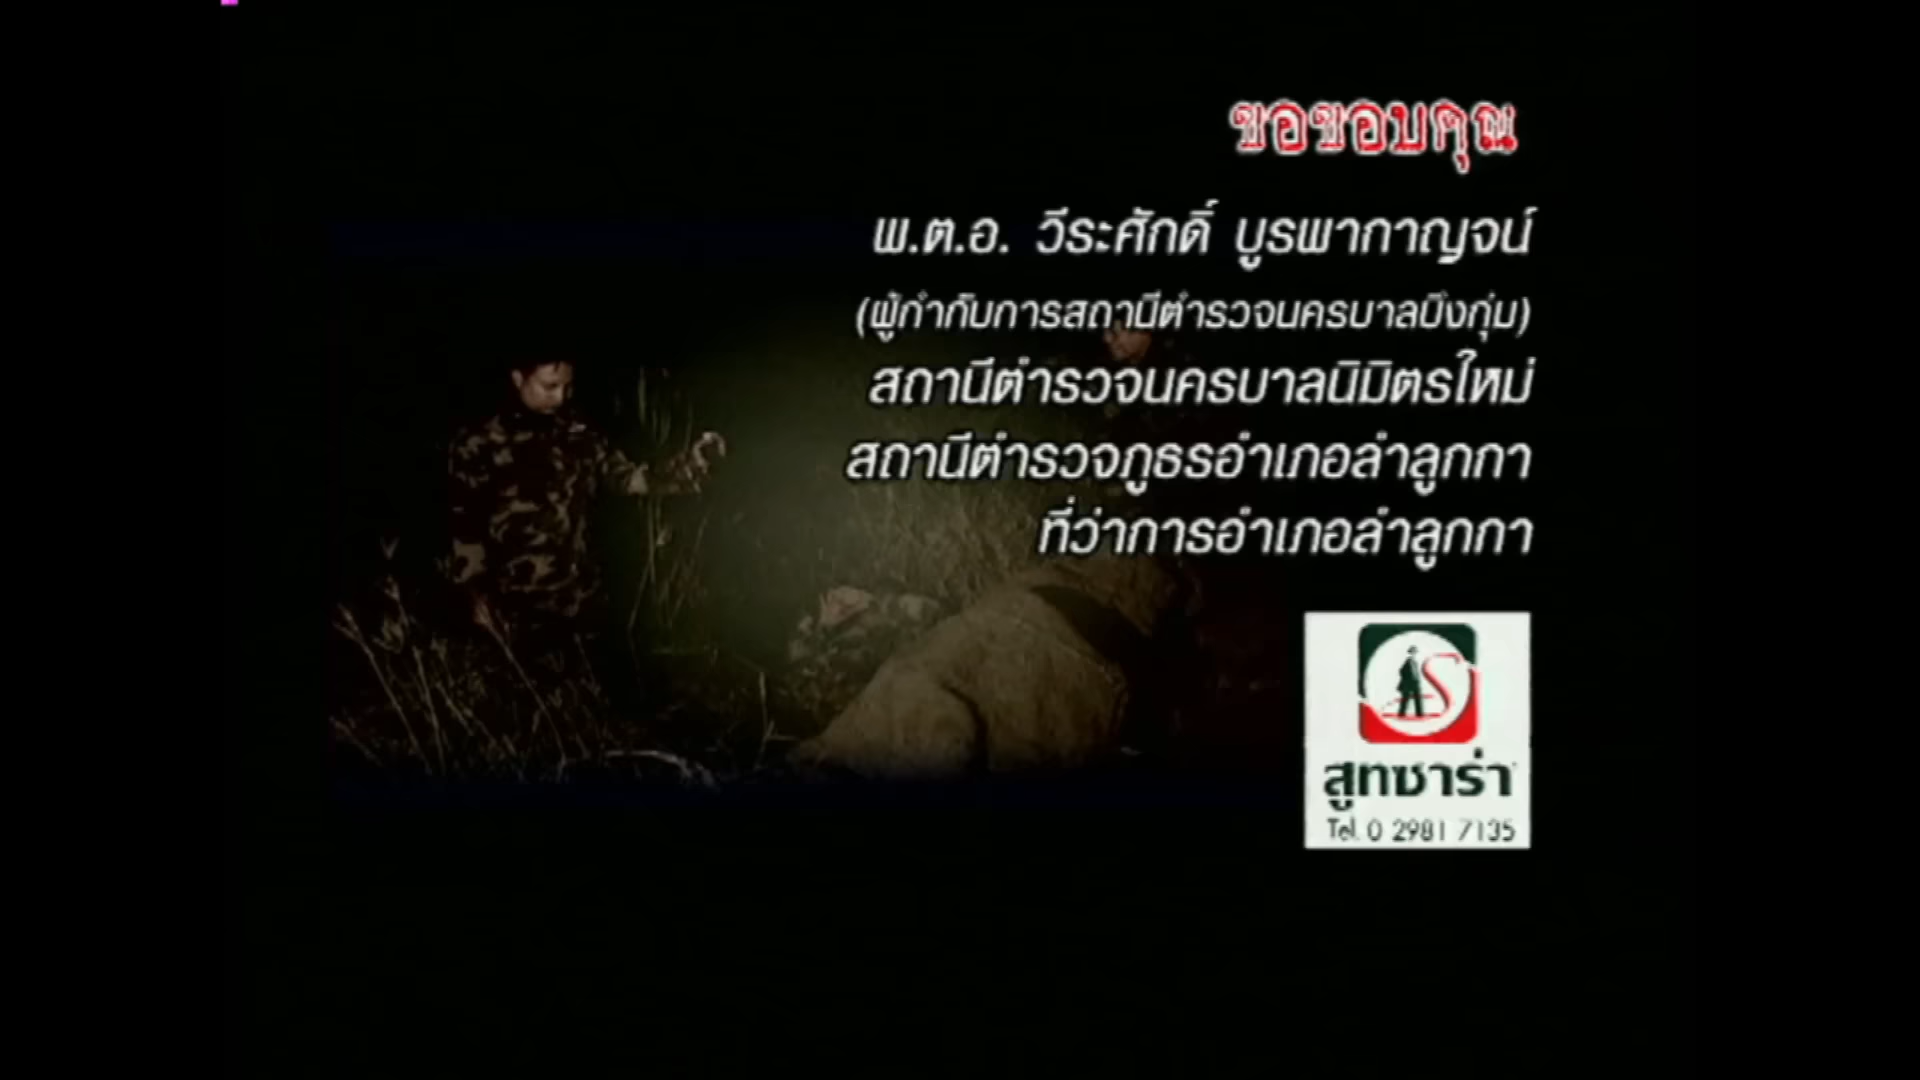 ขอขอบคุณ
พ.ต.อ. วีระศักดิ์ บูรพากาญจน์
(ผู้กำกับการสถานีตำรวจนครบาลบึงกุ่ม)
สถานีตำรวจนครบาลนิมิตรใหม่
สถานีตำรวจภูธรอำเภอลำลูกกา
ที่ว่าการอำเภอลำลูกกา
สูทซาร่า
Tel. 0 2981 7135